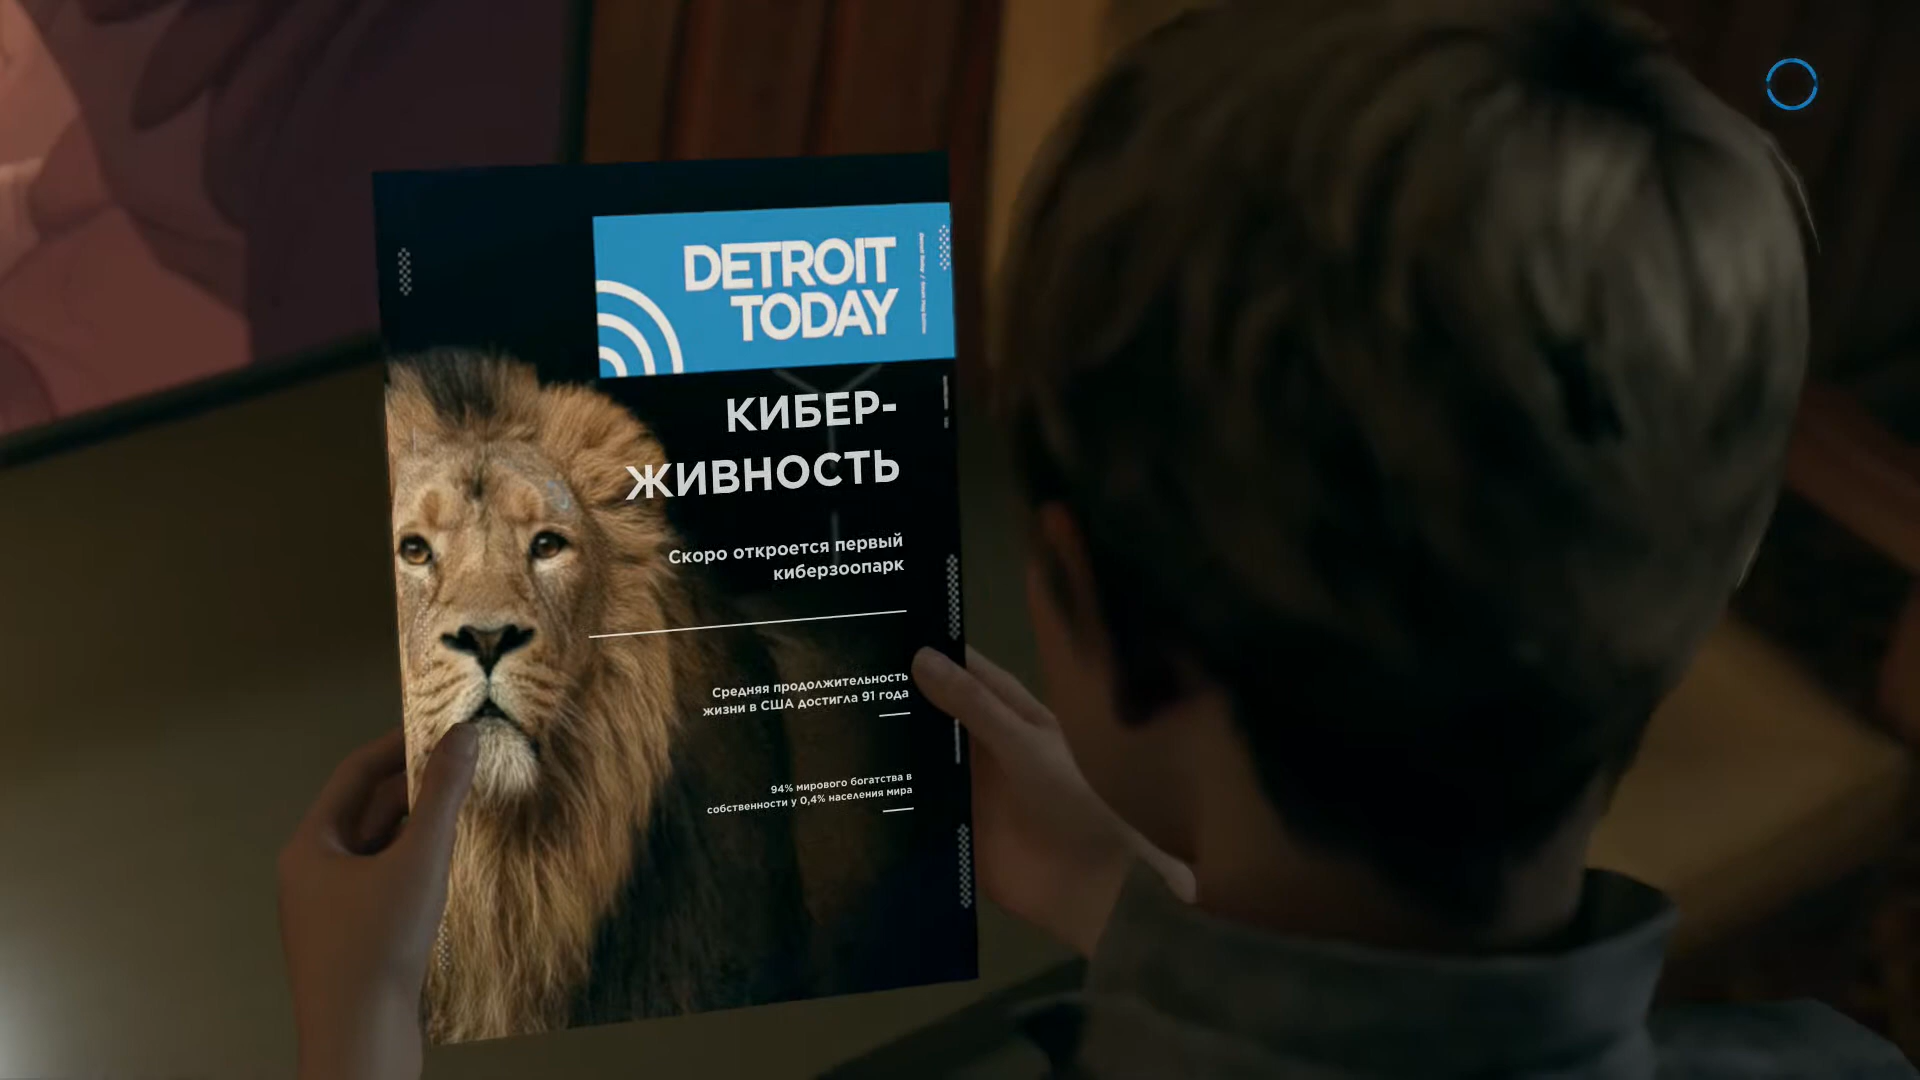 DETROIT
TODAY
КИБЕР-
ЖИВНОСТЬ
Скоро откроется первый
киберзоопарк
Средняя продолжительность
жизни в США достигла 91 года
94% мирового богатства в
собственности у 0,4% населения мира